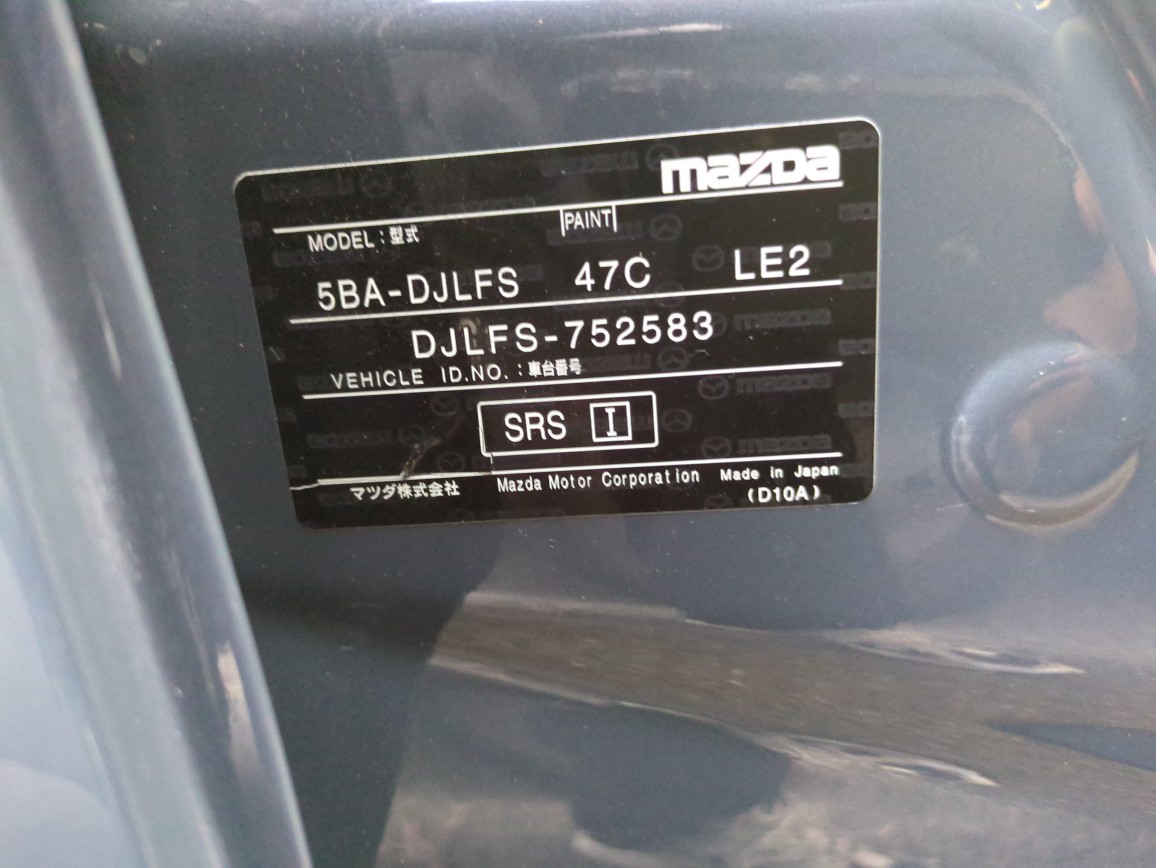 mazda
PAINT
MODEL：型式
5BA-DJLFS 47C LE2
DJLFS-752583
VEHICLE ID.NO.：車台番号
SRS I
マツダ株式会社 Mazda Motor Corporation Made in Japan
(D10A)